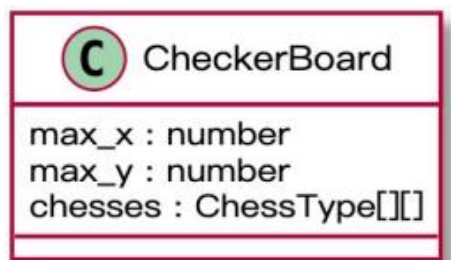 C CheckerBoard
max_x : number
max_y : number
chesses : ChessType[][]